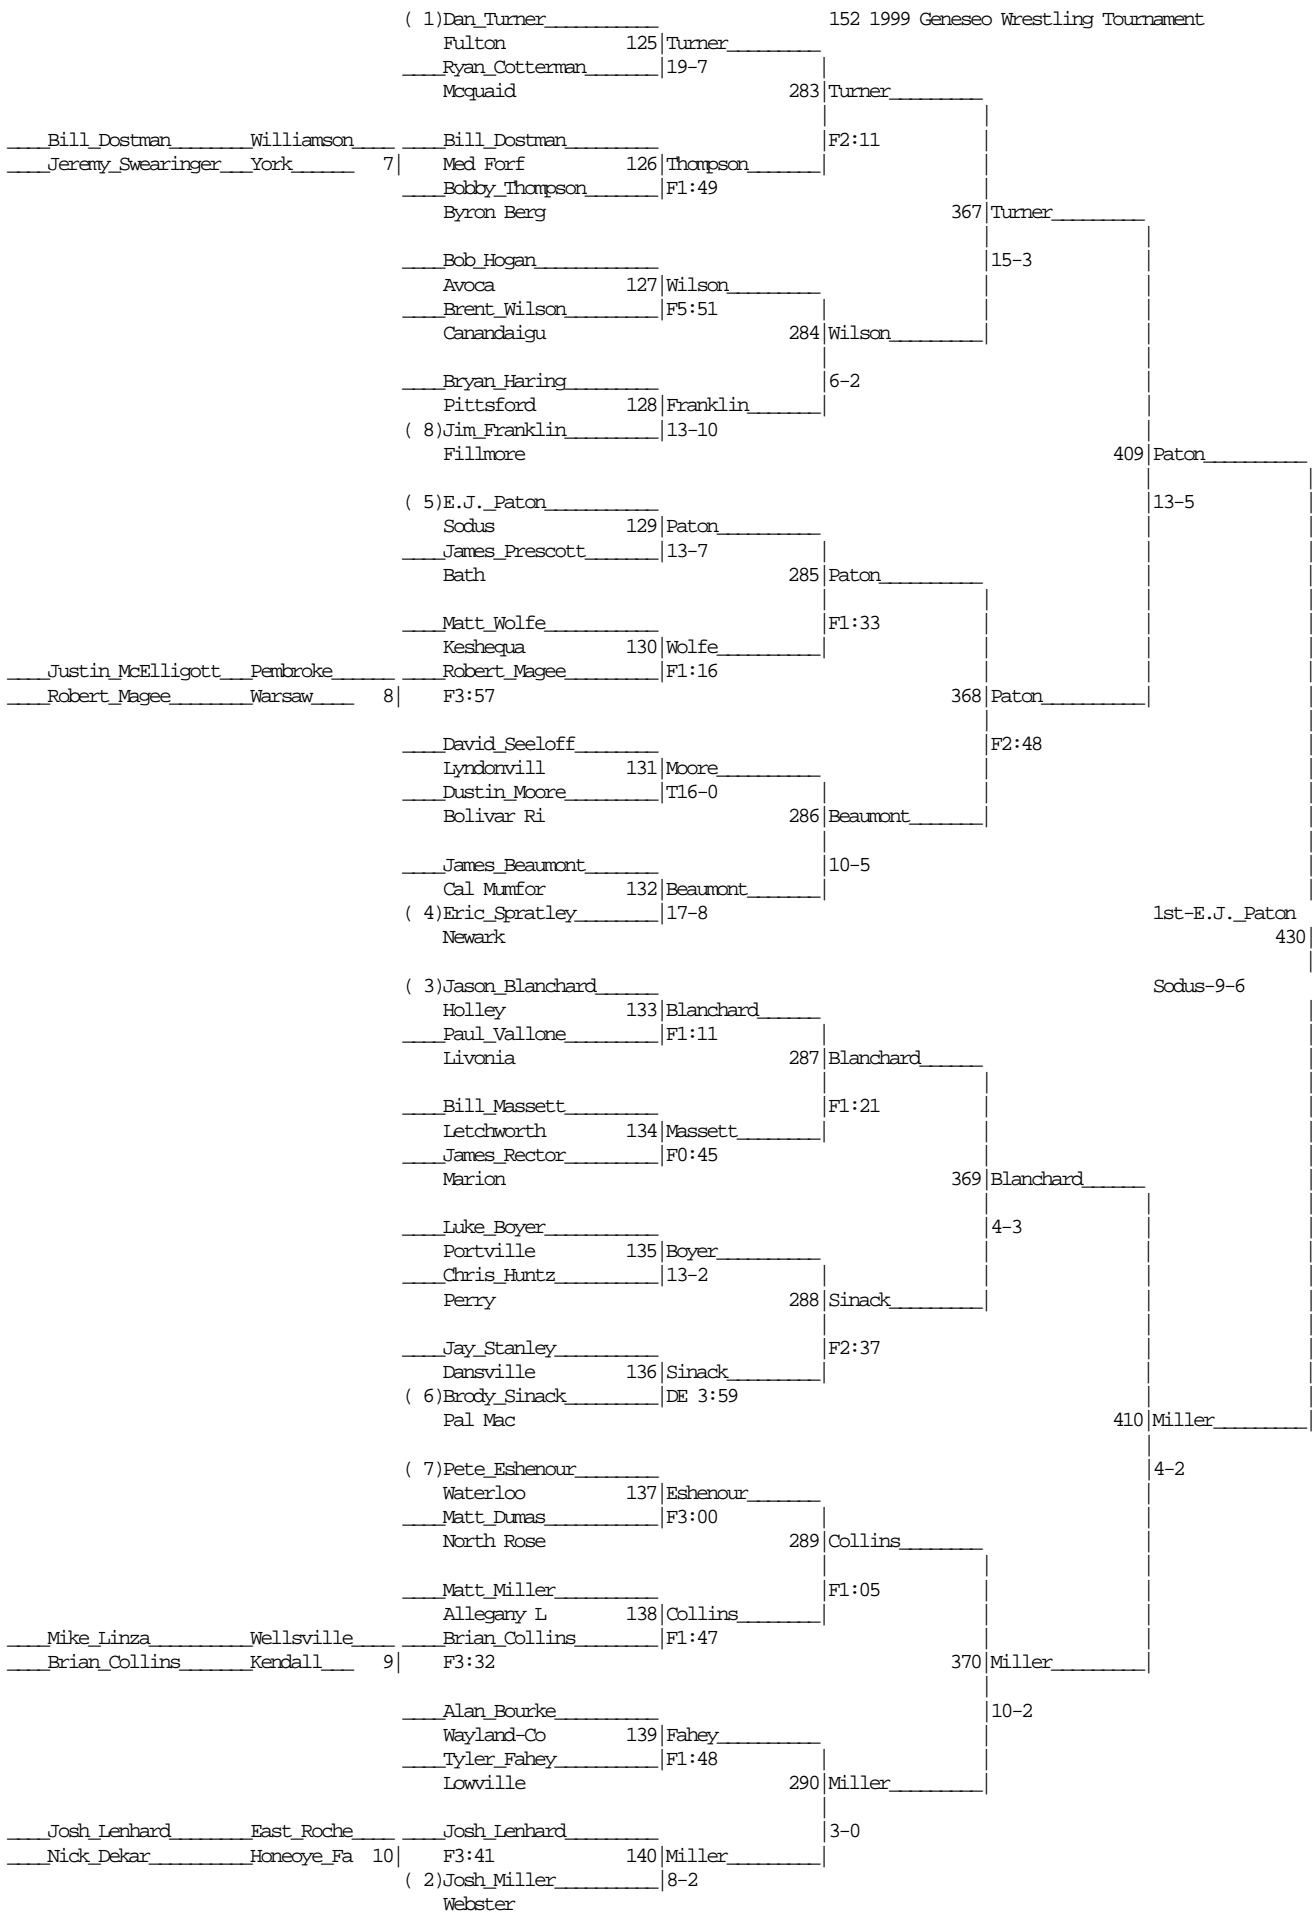 ( 1)Dan_Turner___________ 152 1999 Geneseo Wrestling Tournament
Fulton 125|Turner_________
____Ryan_Cotterman_______|19-7
Mcquaid 283|Turner_________
____Bill_Dostman________Williamson____ ____Bill_Dostman_________ |F2:11
____Jeremy_Swearinger___York______ 7| Med Forf 126|Thompson_______|
____Bobby_Thompson_______|F1:49
Byron Berg 367|Turner_________
____Bob_Hogan____________ |15-3
Avoca 127|Wilson_________
____Brent_Wilson_________|F5:51
Canandaigu 284|Wilson_________|
____Bryan_Haring_________ |6-2
Pittsford 128|Franklin_______|
( 8)Jim_Franklin_________|13-10
Fillmore 409|Paton__________
( 5)E.J._Paton___________ |13-5
Sodus 129|Paton__________
____James_Prescott_______|13-7
Bath 285|Paton__________
____Matt_Wolfe___________ |F1:33
Keshequa 130|Wolfe__________|
____Justin_McElligott___Pembroke______ ____Robert_Magee_________|F1:16
____Robert_Magee________Warsaw____ 8| F3:57 368|Paton__________|
____David_Seeloff________ |F2:48
Lyndonvill 131|Moore__________
____Dustin_Moore_________|T16-0
Bolivar Ri 286|Beaumont_______|
____James_Beaumont_______ |10-5
Cal Mumfor 132|Beaumont_______|
( 4)Eric_Spratley________|17-8 1st-E.J._Paton
Newark 430|
( 3)Jason_Blanchard______ Sodus-9-6
Holley 133|Blanchard______
____Paul_Vallone_________|F1:11
Livonia 287|Blanchard______
____Bill_Massett_________ |F1:21
Letchworth 134|Massett________|
____James_Rector_________|F0:45
Marion 369|Blanchard______
____Luke_Boyer___________ |4-3
Portville 135|Boyer__________
____Chris_Huntz__________|13-2
Perry 288|Sinack_________|
____Jay_Stanley__________ |F2:37
Dansville 136|Sinack_________|
( 6)Brody_Sinack_________|DE 3:59
Pal Mac 410|Miller_________|
( 7)Pete_Eshenour________ |4-2
Waterloo 137|Eshenour_______
____Matt_Dumas___________|F3:00
North Rose 289|Collins________
____Matt_Miller__________ |F1:05
Allegany L 138|Collins________|
____Mike_Linza__________Wellsville____ ____Brian_Collins________|F1:47
____Brian_Collins_______Kendall___ 9| F3:32 370|Miller_________|
____Alan_Bourke__________ |10-2
Wayland-Co 139|Fahey__________
____Tyler_Fahey__________|F1:48
Lowville 290|Miller_________|
____Josh_Lenhard________East_Roche____ ____Josh_Lenhard_________ |3-0
____Nick_Dekar__________Honeoye_Fa 10| F3:41 140|Miller_________|
( 2)Josh_Miller__________|8-2
Webster